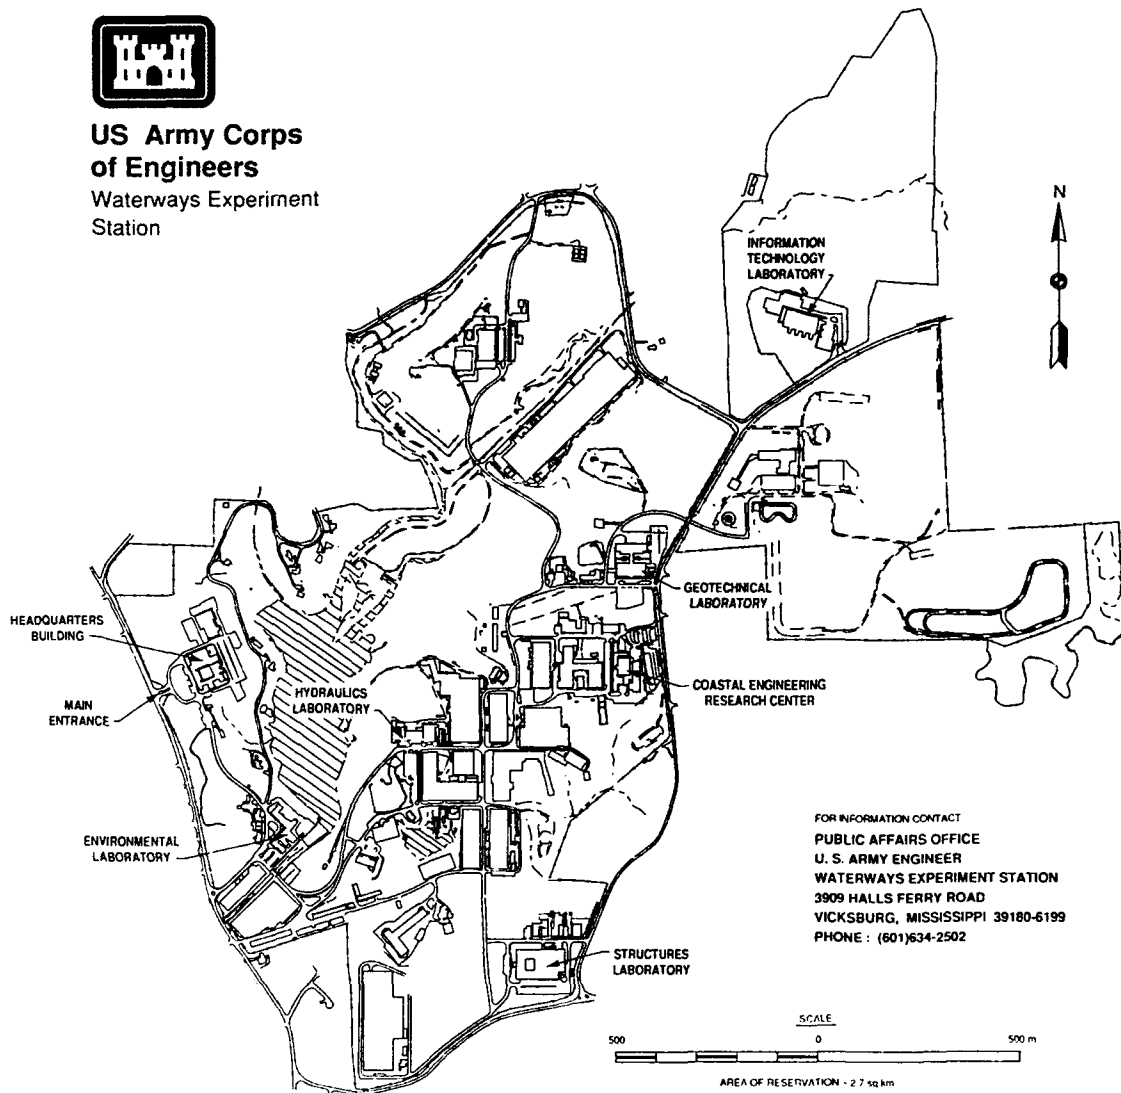 US Army Corps
of Engineers
Waterways Experiment
Station
N
INFORMATION
TECHNOLOGY
LABORATORY
GEOTECHNICAL
LABORATORY
HEADQUARTERS
BUILDING
HYDRAULICS
LABORATORY
COASTAL ENGINEERING
RESEARCH CENTER
MAIN
ENTRANCE
ENVIRONMENTAL
LABORATORY
FOR INFORMATION CONTACT
PUBLIC AFFAIRS OFFICE
U. S. ARMY ENGINEER
WATERWAYS EXPERIMENT STATION
3909 HALLS FERRY ROAD
VICKSBURG, MISSISSIPPI 39180-6199
PHONE : (601)634-2502
STRUCTURES
LABORATORY
SCALE
500 0 500 m
AREA OF RESERVATION - 2.7 sq km